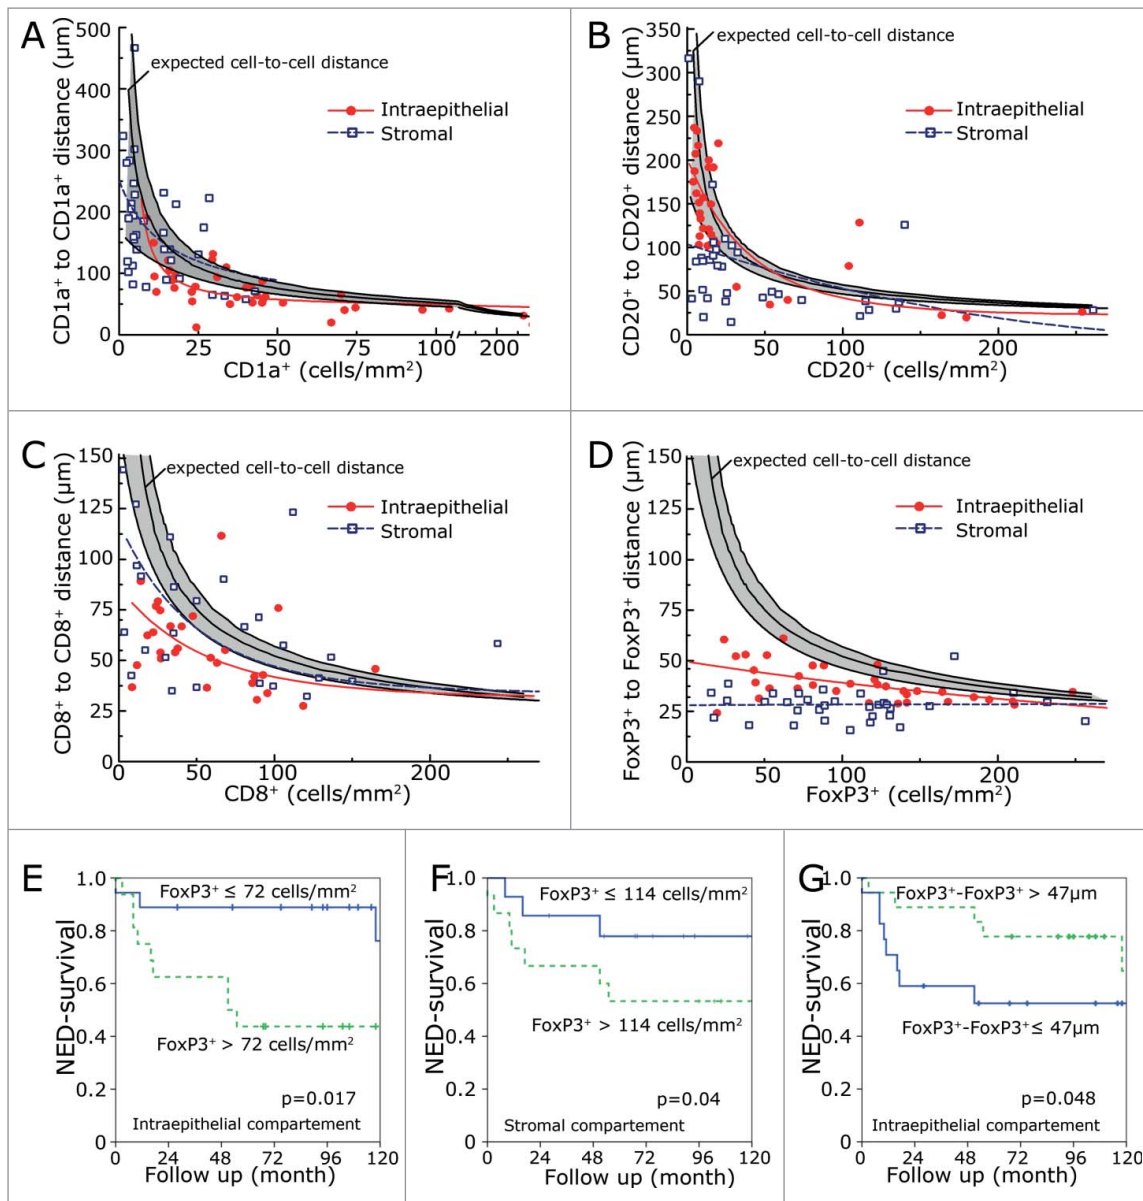 A
CD1a⁺ to CD1a⁺ distance (µm)
500
400
300
200
100
0
expected cell-to-cell distance
Intraepithelial
Stromal
0 25 50 75 100 200
CD1a⁺ (cells/mm²)
B
CD20⁺ to CD20⁺ distance (µm)
350
300
250
200
150
100
50
0
expected cell-to-cell distance
Intraepithelial
Stromal
0 50 100 200
CD20⁺ (cells/mm²)
C
CD8⁺ to CD8⁺ distance (µm)
150
125
100
75
50
25
0
expected cell-to-cell distance
Intraepithelial
Stromal
0 50 100 200
CD8⁺ (cells/mm²)
D
FoxP3⁺ to FoxP3⁺ distance (µm)
150
125
100
75
50
25
0
expected cell-to-cell distance
Intraepithelial
Stromal
0 50 100 200
FoxP3⁺ (cells/mm²)
E
NED-survival
1.0
0.8
0.6
0.4
0.2
0
FoxP3⁺ ≤ 72 cells/mm²
FoxP3⁺ > 72 cells/mm²
p=0.017
Intraepithelial compartement
0 24 48 72 96 120
Follow up (month)
F
NED-survival
1.0
0.8
0.6
0.4
0.2
0
FoxP3⁺ ≤ 114 cells/mm²
FoxP3⁺ > 114 cells/mm²
p=0.04
Stromal compartement
0 24 48 72 96 120
Follow up (month)
G
NED-survival
1.0
0.8
0.6
0.4
0.2
0
FoxP3⁺-FoxP3⁺ > 47µm
FoxP3⁺-FoxP3⁺ ≤ 47µm
p=0.048
Intraepithelial compartement
0 24 48 72 96 120
Follow up (month)